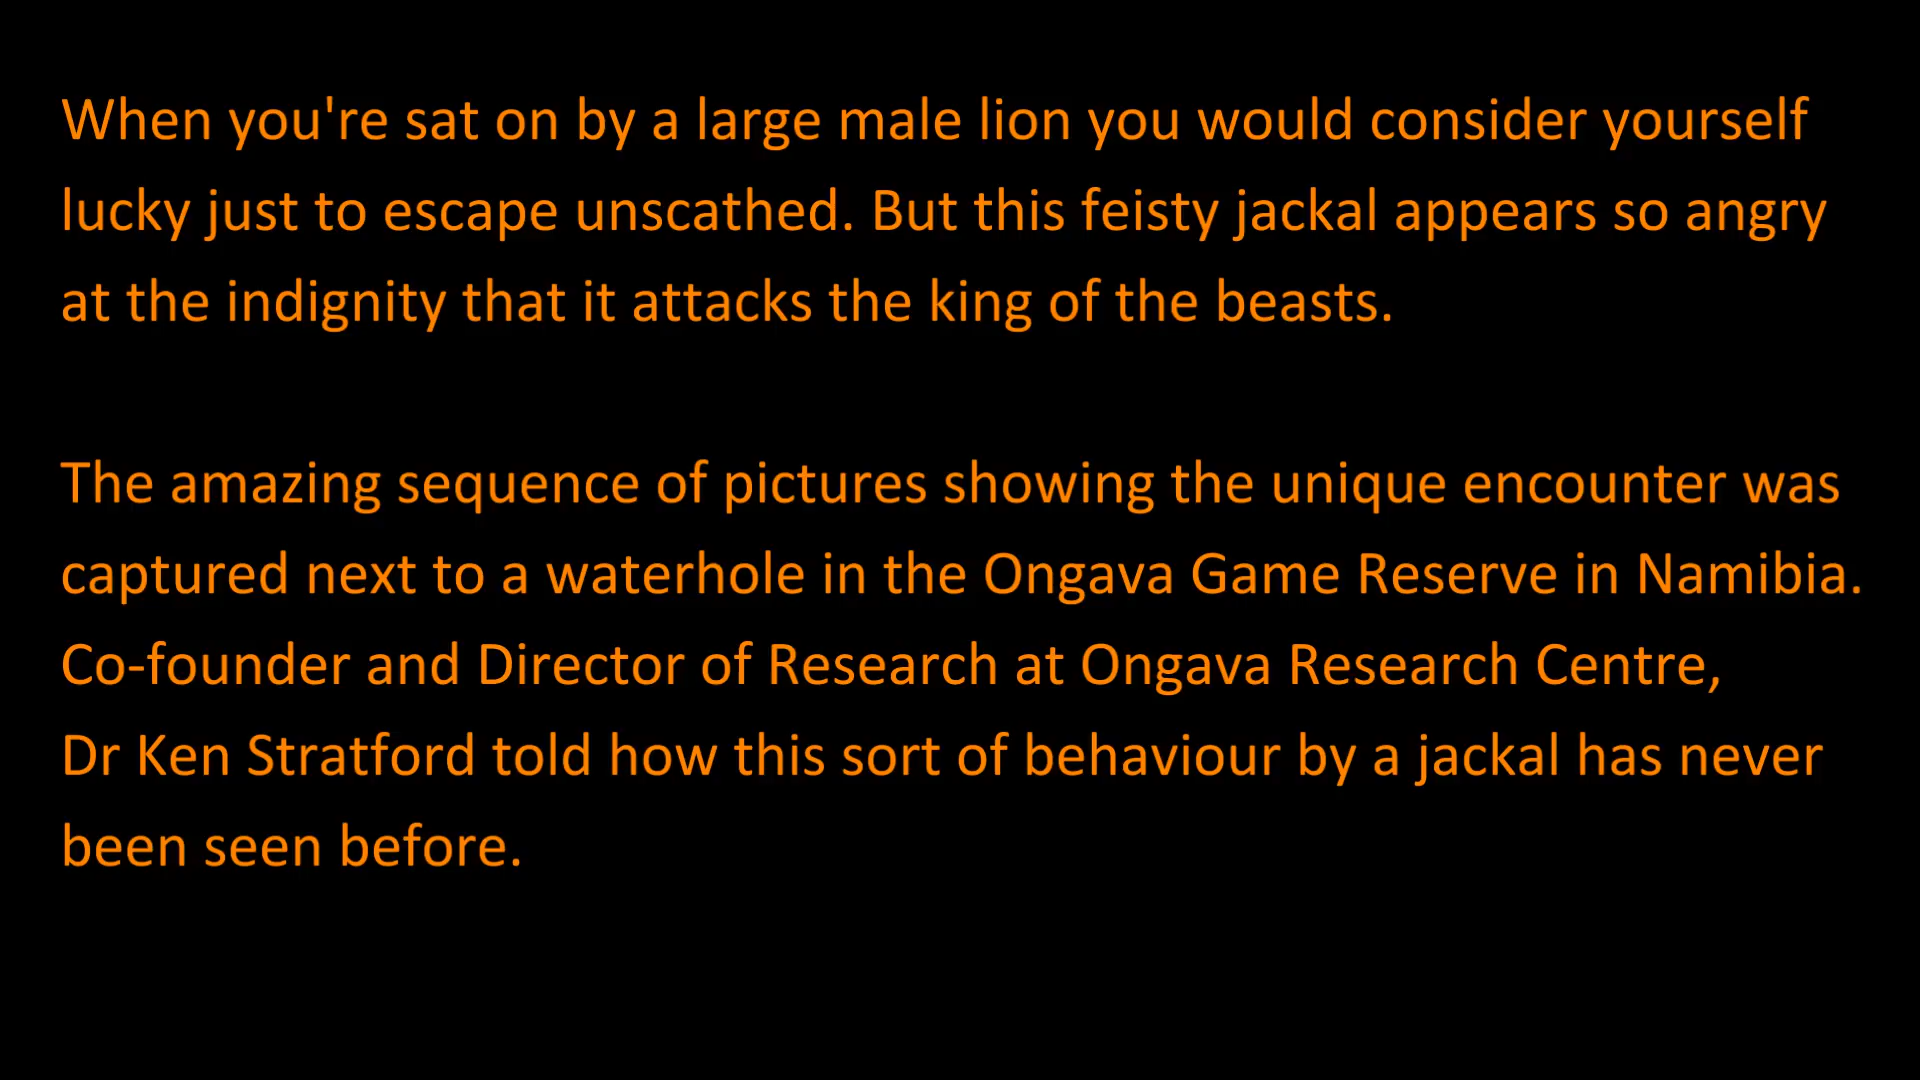 When you're sat on by a large male lion you would consider yourself
lucky just to escape unscathed. But this feisty jackal appears so angry
at the indignity that it attacks the king of the beasts.
The amazing sequence of pictures showing the unique encounter was
captured next to a waterhole in the Ongava Game Reserve in Namibia.
Co-founder and Director of Research at Ongava Research Centre,
Dr Ken Stratford told how this sort of behaviour by a jackal has never
been seen before.